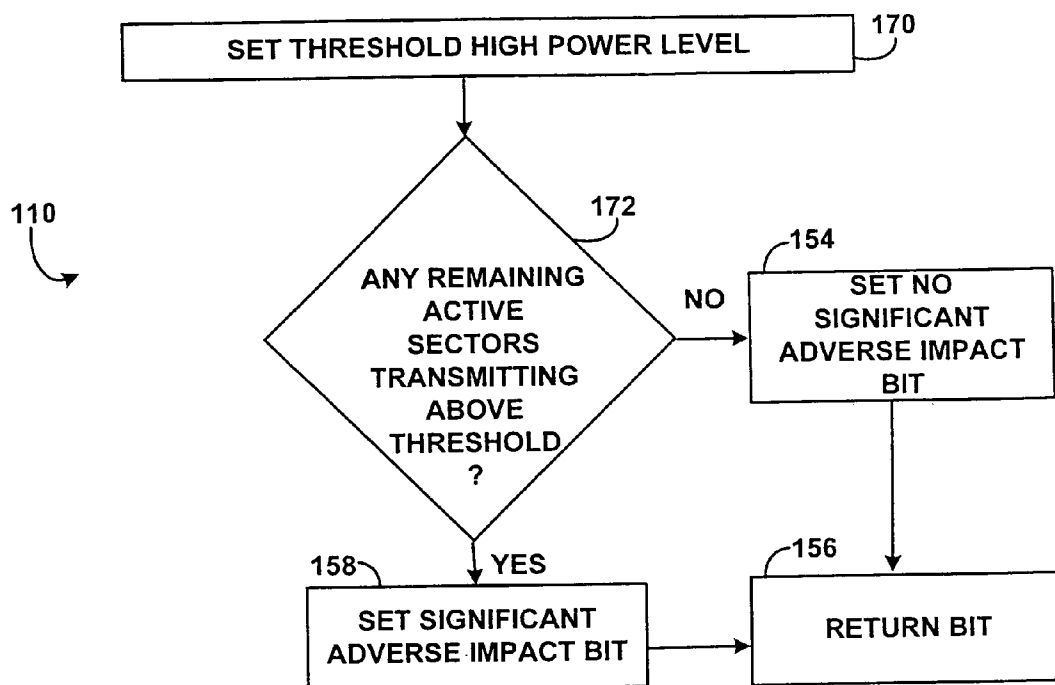 170
SET THRESHOLD HIGH POWER LEVEL
110
172
ANY REMAINING
ACTIVE
SECTORS
TRANSMITTING
ABOVE
THRESHOLD
?
NO
154
SET NO
SIGNIFICANT
ADVERSE IMPACT
BIT
YES
158
SET SIGNIFICANT
ADVERSE IMPACT BIT
156
RETURN BIT